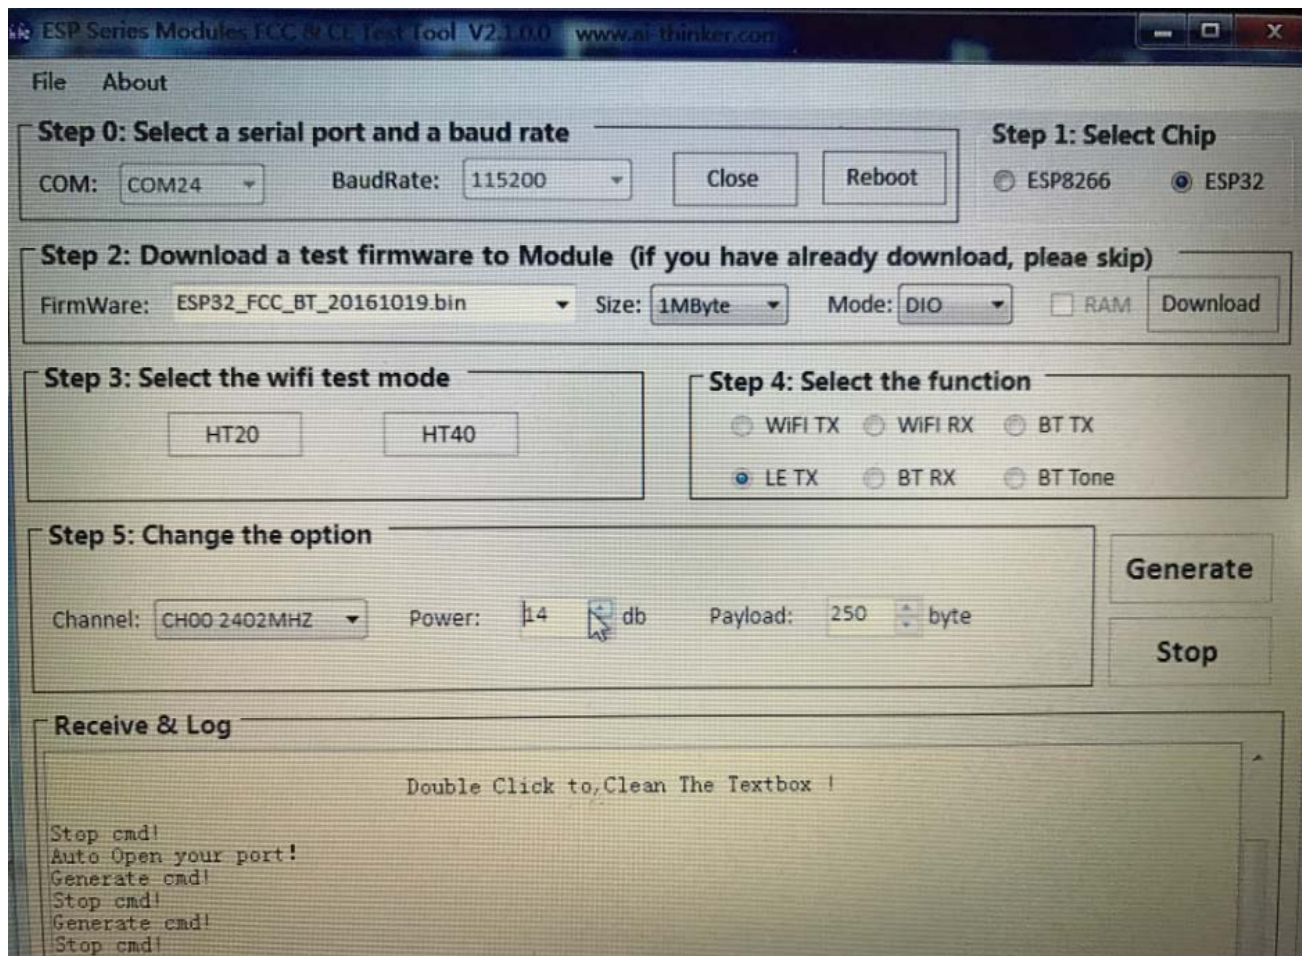 ESP Series Modules FCC & CE Test Tool V2.1.0.0 www.ai-thinker.com
File About
Step 0: Select a serial port and a baud rate
COM: COM24 BaudRate: 115200 Close Reboot
Step 1: Select Chip
ESP8266 ESP32
Step 2: Download a test firmware to Module (if you have already download, pleae skip)
FirmWare: ESP32_FCC_BT_20161019.bin Size: 1MByte Mode: DIO RAM Download
Step 3: Select the wifi test mode
HT20 HT40
Step 4: Select the function
WiFI TX WiFI RX BT TX
LE TX BT RX BT Tone
Step 5: Change the option
Channel: CH00 2402MHZ Power: 14 db Payload: 250 byte
Generate
Stop
Receive & Log
Double Click to,Clean The Textbox !
Stop cmd!
Auto Open your port!
Generate cmd!
Stop cmd!
Generate cmd!
Stop cmd!